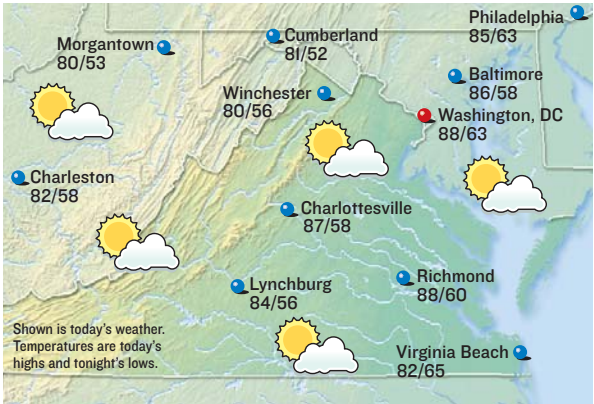 Philadelphia
85/63
Cumberland
81/52
Morgantown
80/53
Baltimore
86/58
Winchester
80/56
Washington, DC
88/63
Charleston
82/58
Charlottesville
87/58
Richmond
88/60
Lynchburg
84/56
Shown is today's weather.
Temperatures are today's
highs and tonight's lows.
Virginia Beach
82/65